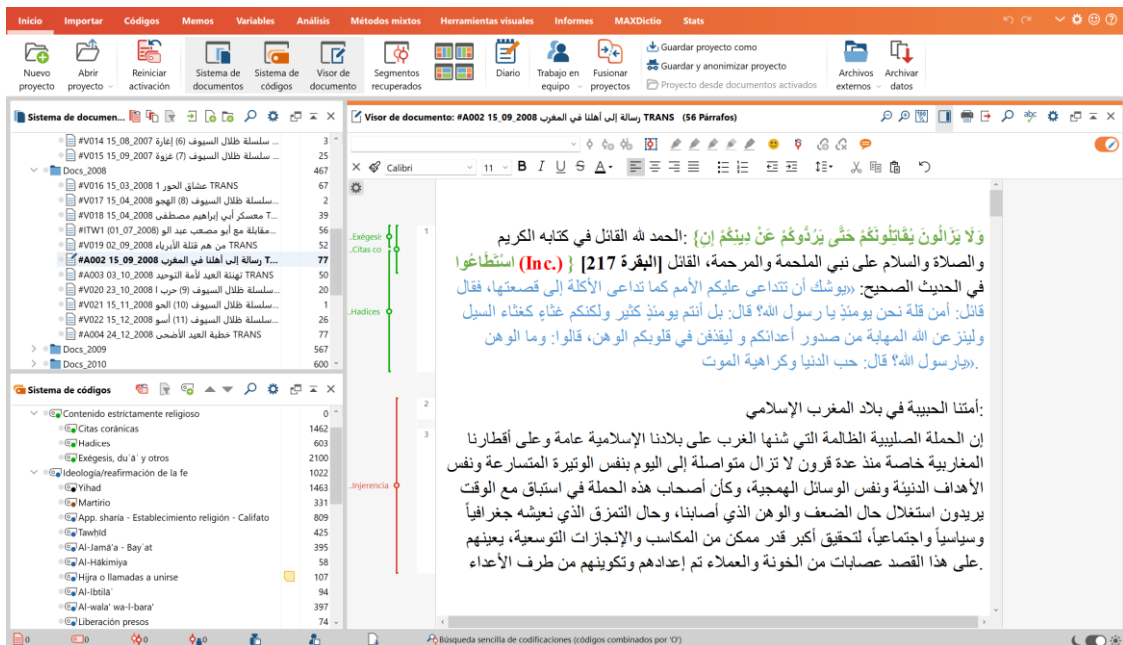 Inicio Importar Códigos Memos Variables Análisis Métodos mixtos Herramientas visuales Informes MAXDictio Stats
Nuevo proyecto
Abrir proyecto
Reiniciar activación
Sistema de documentos
Sistema de códigos
Visor de documento
Segmentos recuperados
Diario
Trabajo en equipo
Fusionar proyectos
Guardar proyecto como
Guardar y anonimizar proyecto
Proyecto desde documentos activados
Archivos externos
Archivar datos
Sistema de documen...
#V014 15_08_2007 سلسلة ظلال السيوف (6) إغارة ... 3
#V015 15_09_2007 سلسلة ظلال السيوف (7) غزوة ... 25
Docs_2008 467
#V016 15_03_2008 عشاق الحور 1 TRANS 67
#V017 15_04_2008 سلسلة ظلال السيوف (8) الهجو... 2
#V018 15_04_2008 معسكر أبي إبراهيم مصطفى T... 39
#ITW1 (01_07_2008) مقابلة مع أبو مصعب عبد الو... 56
#V019 02_09_2008 من هم قتلة الأبرياء TRANS 52
#A002 15_09_2008 رسالة إلى أهلنا في المغرب T... 77
#A003 03_10_2008 تهنئة العيد لأمة التوحيد TRANS 50
#V020 23_10_2008 سلسلة ظلال السيوف (9) حرب ا... 20
#V021 15_11_2008 سلسلة ظلال السيوف (10) الحو... 1
#V022 15_12_2008 سلسلة ظلال السيوف (11) أسو... 26
#A004 24_12_2008 خطبة العيد الأضحى TRANS 77
Docs_2009 567
Docs_2010 600
Sistema de códigos
Contenido estrictamente religioso 0
Citas coránicas 1462
Hadices 603
Exégesis, du´a´ y otros 2100
Ideología/reafirmación de la fe 1022
Yihad 1463
Martirio 331
App. sharía - Establecimiento religión - Califato 809
Tawhid 425
Al-Jamâ'a - Bay´at 395
Al-Hâkimiya 58
Hijra o llamadas a unirse 107
Al-Ibtilâ´ 94
Al-wala' wa-l-bara' 397
Liberación presos 74
Visor de documento: #A002 15_09_2008 رسالة إلى أهلنا في المغرب TRANS (56 Párrafos)
Calibri 11 B I U S A
..Exégesi:
..Citas co
..Hadices
..Injerencia
1
الحمد لله القائل في كتابه الكريم: {وَلَا يَزَالُونَ يُقَاتِلُونَكُمْ حَتَّى يَرُدُّوكُمْ عَنْ دِينِكُمْ إِنِ
اسْتَطَاعُوا (Inc.) } [البقرة 217] والصلاة والسلام على نبي الملحمة والمرحمة، القائل
في الحديث الصحيح: «يوشك أن تتداعى عليكم الأمم كما تداعى الأكلة إلى قصعتها، فقال
قائل: أمن قلة نحن يومئذٍ يا رسول الله؟ قال: بل أنتم يومئذٍ كثير ولكنكم غثاءٍ كغثاء السيل
ولينزعن الله المهابة من صدور أعدائكم و ليقذفن في قلوبكم الوهن، قالوا: وما الوهن
يارسول الله؟ قال: حب الدنيا وكراهية الموت».
2
أمتنا الحبيبة في بلاد المغرب الإسلامي:
3
إن الحملة الصليبية الظالمة التي شنها الغرب على بلادنا الإسلامية عامة وعلى أقطارنا
المغاربية خاصة منذ عدة قرون لا تزال متواصلة إلى اليوم بنفس الوتيرة المتسارعة ونفس
الأهداف الدنيئة ونفس الوسائل الهمجية، وكأن أصحاب هذه الحملة في استباق مع الوقت
يريدون استغلال حال الضعف والوهن الذي أصابنا، وحال التمزق الذي نعيشه جغرافياً
وسياسياً واجتماعياً، لتحقيق أكبر قدر ممكن من المكاسب والإنجازات التوسعية، يعينهم
على هذا القصد عصابات من الخونة والعملاء تم إعدادهم وتكوينهم من طرف الأعداء.
0 0 0 0
Búsqueda sencilla de codificaciones (códigos combinados por 'O')